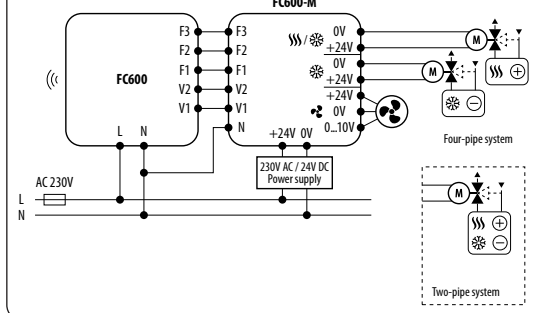 FC600-M
FC600
F3
F2
F1
V2
V1
L N
F3
F2
F1
V2
V1
N
/
0V
+24V
0V
+24V
+24V
0V
0...10V
+24V 0V
M
M
Four-pipe system
230V AC / 24V DC
Power supply
AC 230V
L
N
M
Two-pipe system